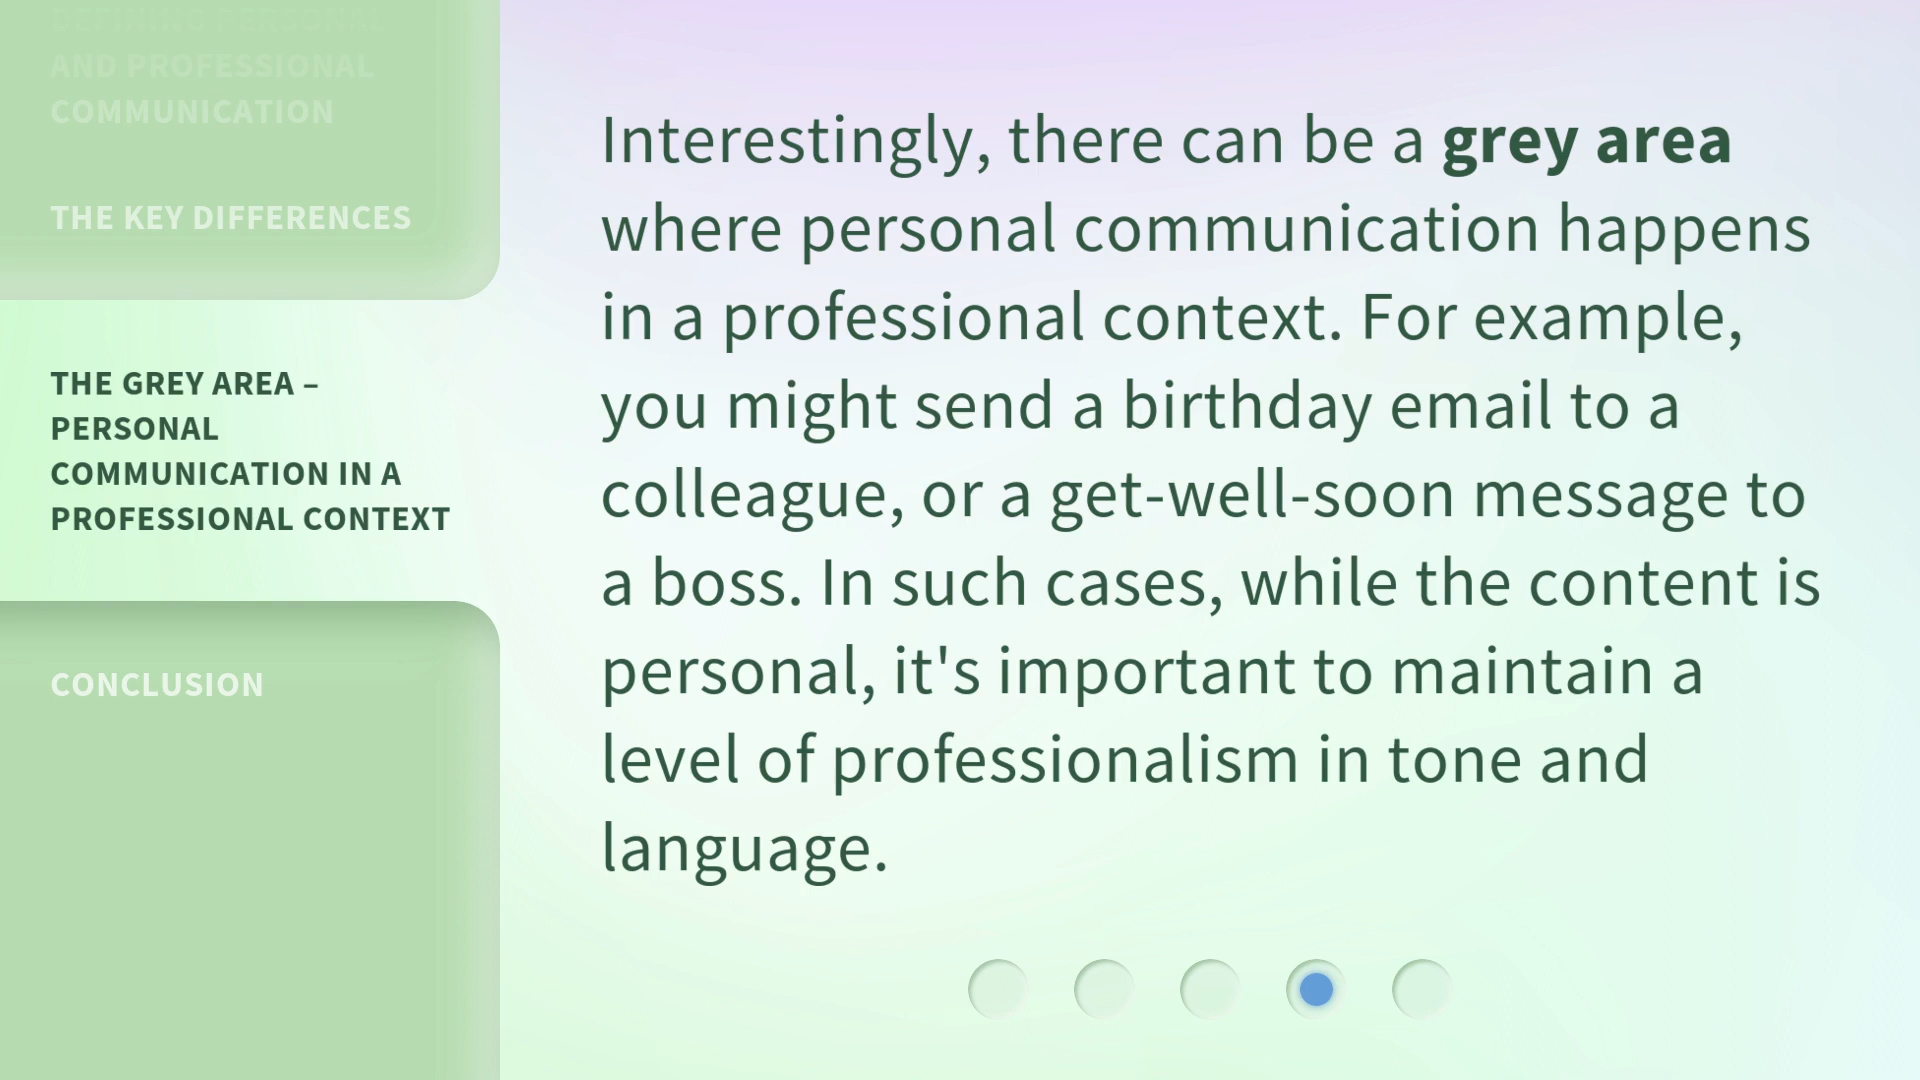 DEFINING PERSONAL
AND PROFESSIONAL
COMMUNICATION
THE KEY DIFFERENCES
THE GREY AREA –
PERSONAL
COMMUNICATION IN A
PROFESSIONAL CONTEXT
CONCLUSION
Interestingly, there can be a grey area
where personal communication happens
in a professional context. For example,
you might send a birthday email to a
colleague, or a get-well-soon message to
a boss. In such cases, while the content is
personal, it's important to maintain a
level of professionalism in tone and
language.